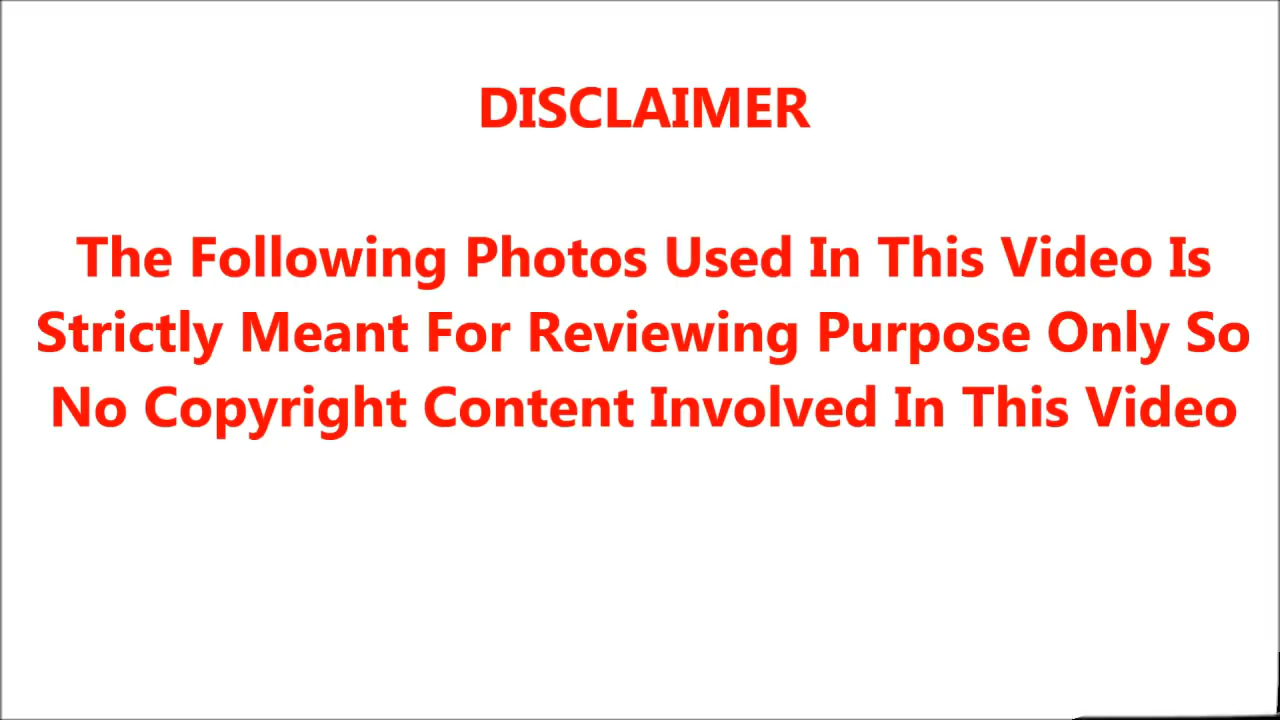 DISCLAIMER
The Following Photos Used In This Video Is
Strictly Meant For Reviewing Purpose Only So
No Copyright Content Involved In This Video